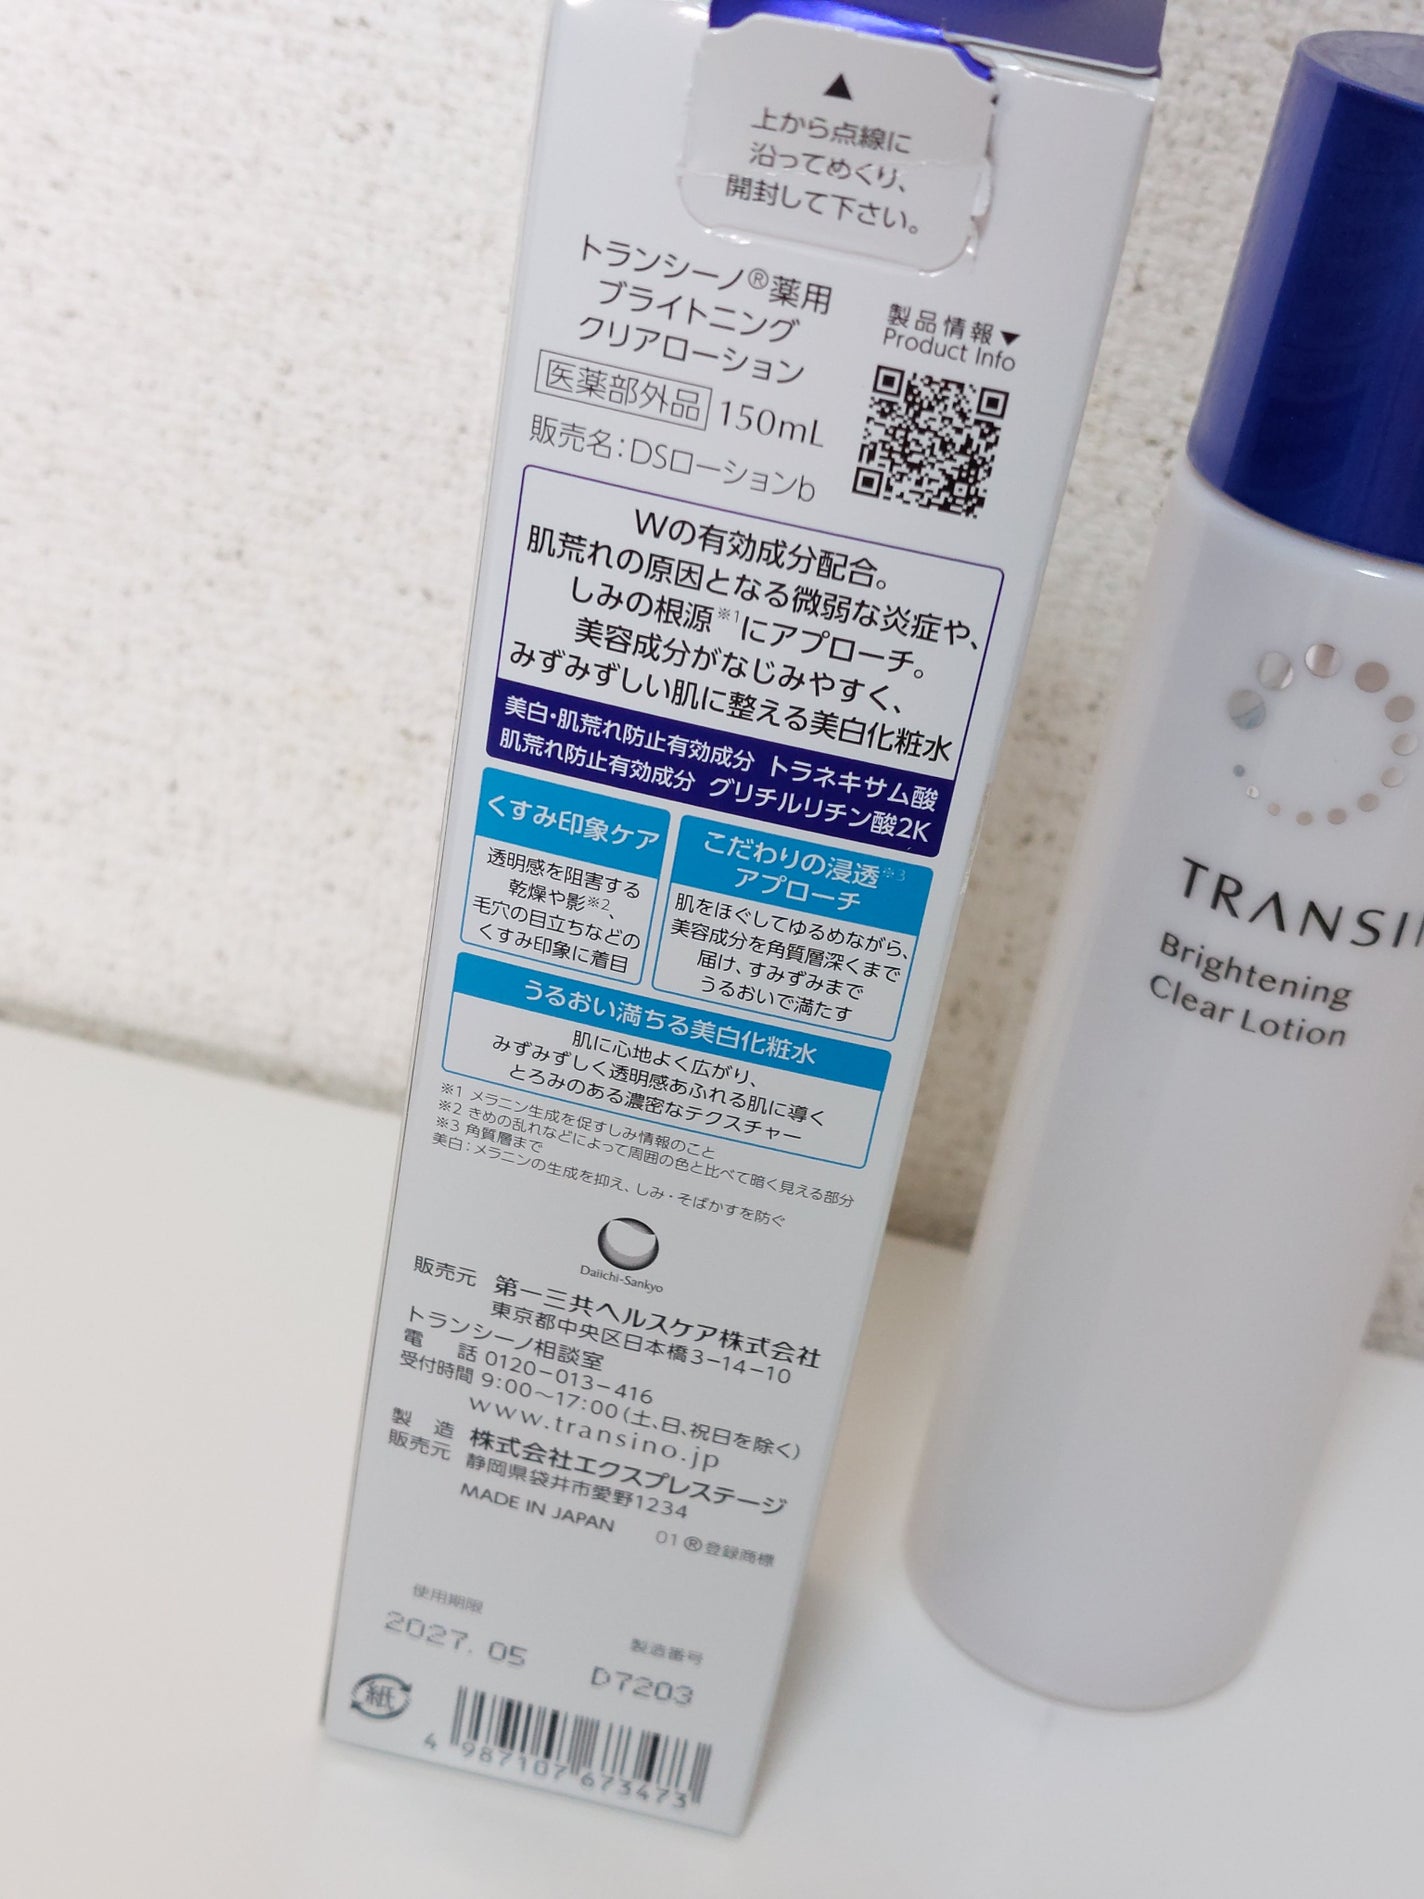 ▲
上から点線に
沿ってめくり、
開封して下さい。
トランシーノ®薬用
ブライトニング
クリアローション
医薬部外品 150mL
販売名:DSローションb
製品情報▼
Product Info
Wの有効成分配合。
肌荒れの原因となる微弱な炎症や、
しみの根源※1にアプローチ。
美容成分がなじみやすく、
みずみずしい肌に整える美白化粧水
美白・肌荒れ防止有効成分 トラネキサム酸
肌荒れ防止有効成分 グリチルリチン酸2K
くすみ印象ケア
透明感を阻害する
乾燥や影※2、
毛穴の目立ちなどの
くすみ印象に着目
こだわりの浸透※3
アプローチ
肌をほぐしてゆるめながら、
美容成分を角質層深くまで
届け、すみずみまで
うるおいで満たす
うるおい満ちる美白化粧水
肌に心地よく広がり、
みずみずしく透明感あふれる肌に導く
とろみのある濃密なテクスチャー
※1 メラニン生成を促すしみ情報のこと
※2 きめの乱れなどによって周囲の色と比べて暗く見える部分
※3 角質層まで
美白:メラニンの生成を抑え、しみ・そばかすを防ぐ
Daiichi-Sankyo
販売元 第一三共ヘルスケア株式会社
東京都中央区日本橋3-14-10
トランシーノ相談室
電話 0120-013-416
受付時間 9:00~17:00(土、日、祝日を除く)
www.transino.jp
製造販売元 株式会社エクスプレステージ
静岡県袋井市愛野1234
MADE IN JAPAN
01 ®登録商標
使用期限
2027.05
製造番号
D7203
紙
4 987107 673473
TRANSI
Brightening
Clear Lotion